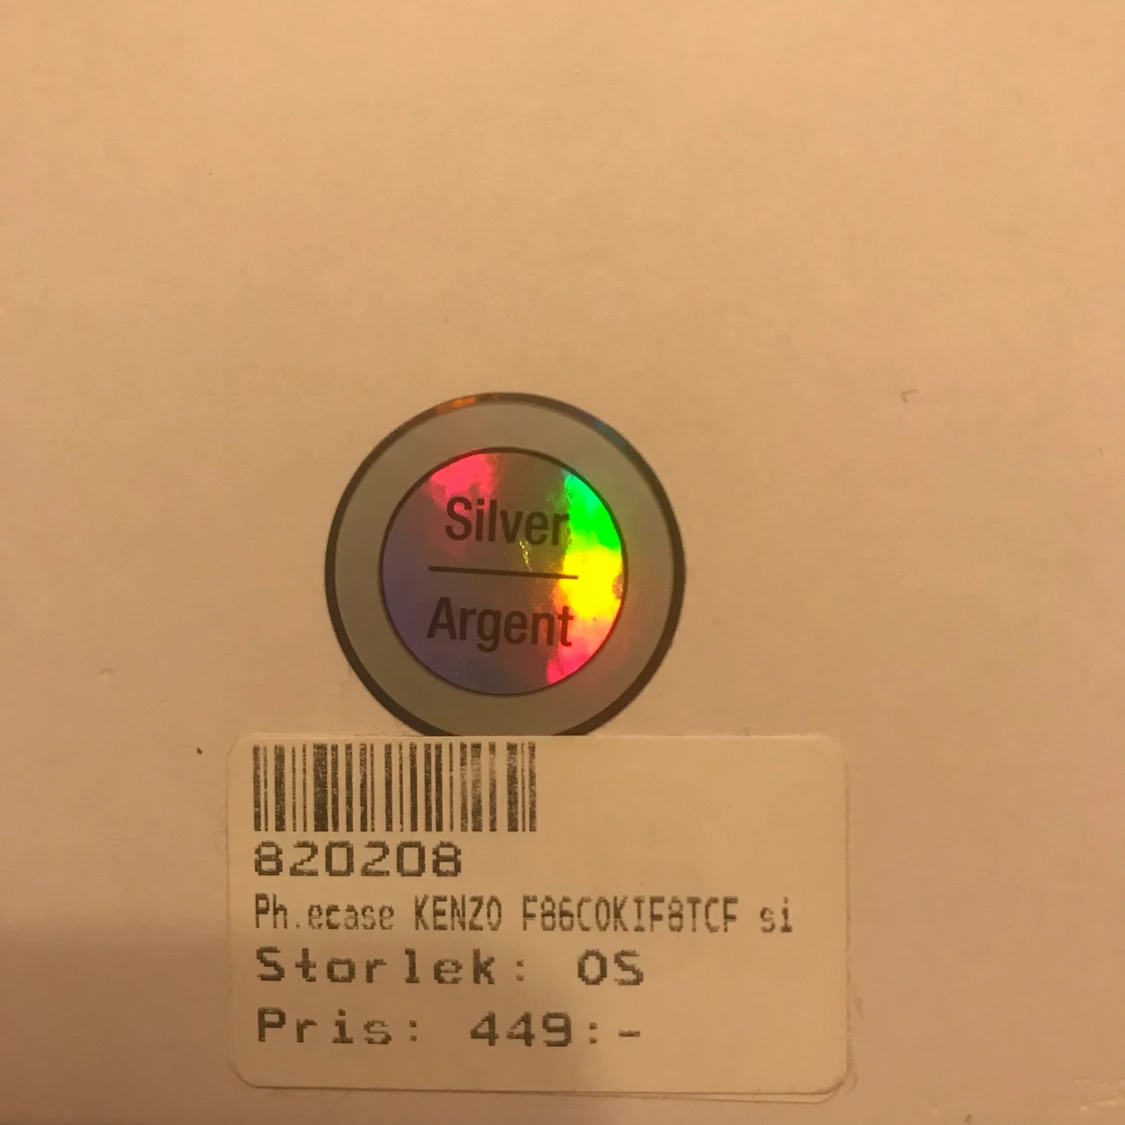 Silver
Argent
820208
Ph.ecase KENZO F86COKIF8TCF si
Storlek: OS
Pris: 449:-